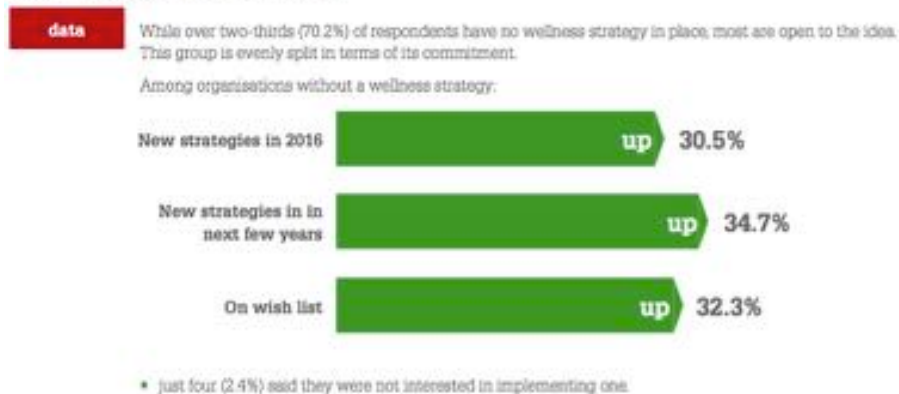 data
While over two-thirds (70.2%) of respondents have no wellness strategy in place, most are open to the idea.
This group is evenly split in terms of its commitment.
Among organisations without a wellness strategy:
New strategies in 2016 up 30.5%
New strategies in in
next few years up 34.7%
On wish list up 32.3%
• just four (2.4%) said they were not interested in implementing one.